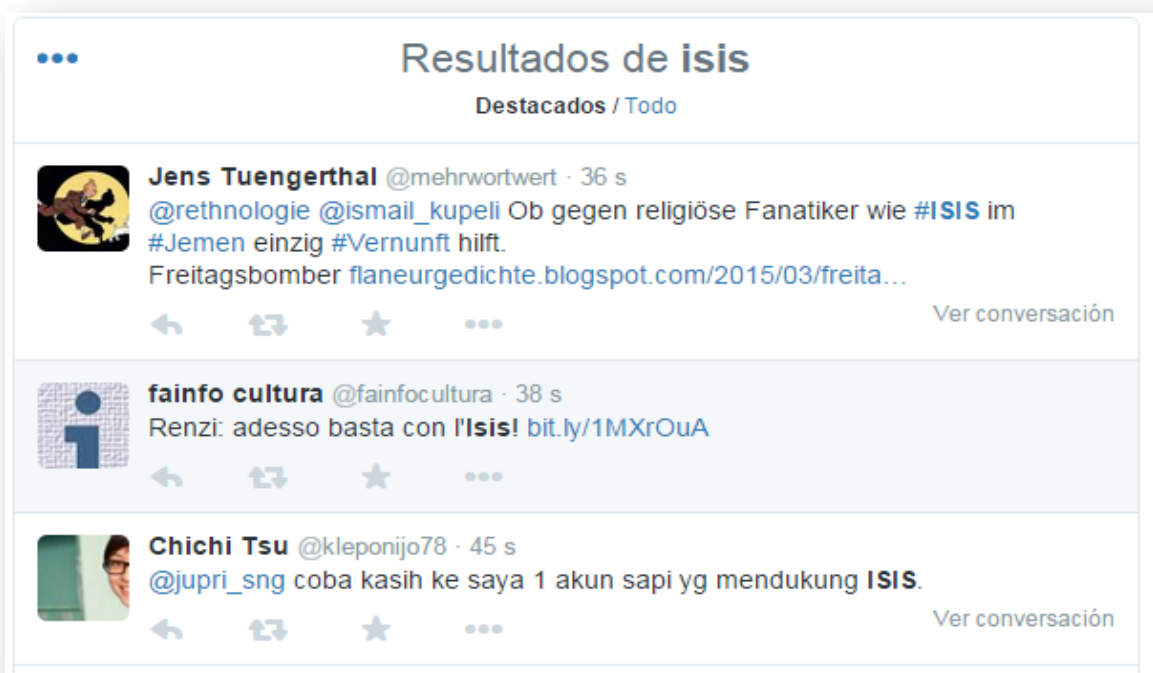 Resultados de isis
Destacados / Todo
Jens Tuengerthal @mehrwortwert · 36 s
@rethnologie @ismail_kupeli Ob gegen religiöse Fanatiker wie #ISIS im
#Jemen einzig #Vernunft hilft.
Freitagsbomber flaneurgedichte.blogspot.com/2015/03/freita…
Ver conversación
fainfo cultura @fainfocultura · 38 s
Renzi: adesso basta con l'Isis! bit.ly/1MXrOuA
Chichi Tsu @kleponijo78 · 45 s
@jupri_sng coba kasih ke saya 1 akun sapi yg mendukung ISIS.
Ver conversación